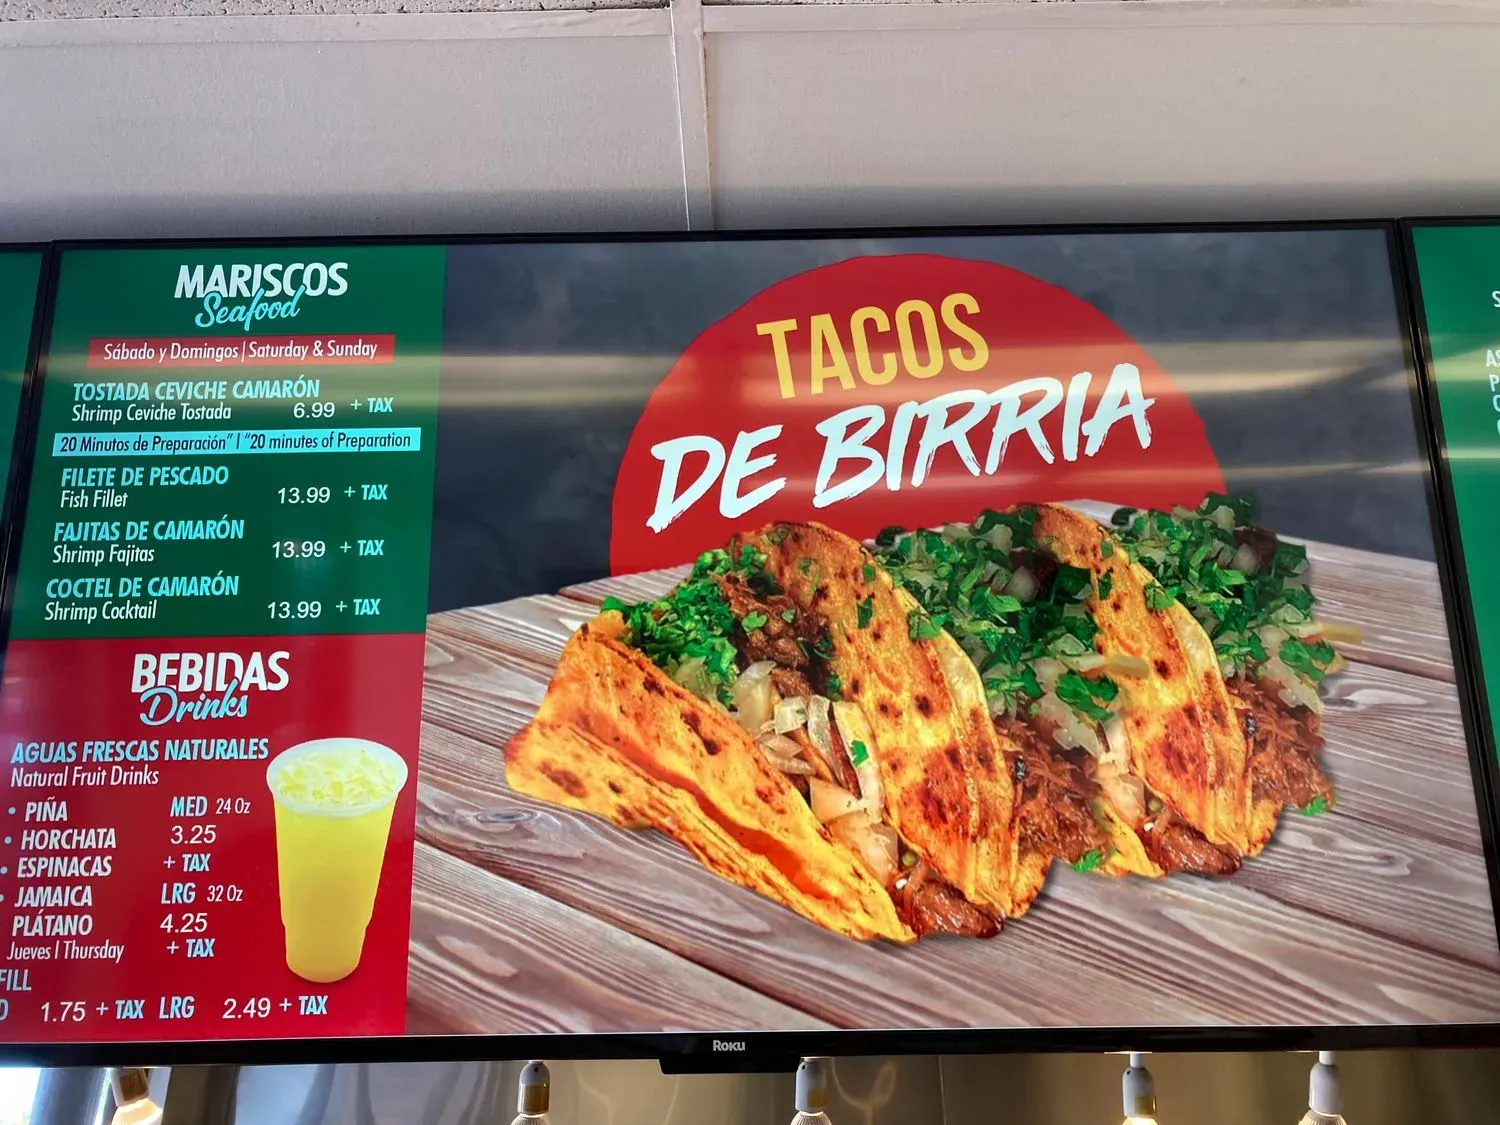 MARISCOS
Seafood
Sábado y Domingos | Saturday & Sunday
TOSTADA CEVICHE CAMARÓN
Shrimp Ceviche Tostada 6.99 + TAX
20 Minutos de Preparación" | "20 minutes of Preparation
FILETE DE PESCADO
Fish Fillet 13.99 + TAX
FAJITAS DE CAMARÓN
Shrimp Fajitas 13.99 + TAX
COCTEL DE CAMARÓN
Shrimp Cocktail 13.99 + TAX
BEBIDAS
Drinks
AGUAS FRESCAS NATURALES
Natural Fruit Drinks
• PIÑA MED 24 Oz
• HORCHATA 3.25
• ESPINACAS + TAX
• JAMAICA LRG 32 Oz
PLÁTANO 4.25
Jueves | Thursday + TAX
FILL
1.75 + TAX LRG 2.49 + TAX
TACOS
DE BIRRIA
Roku